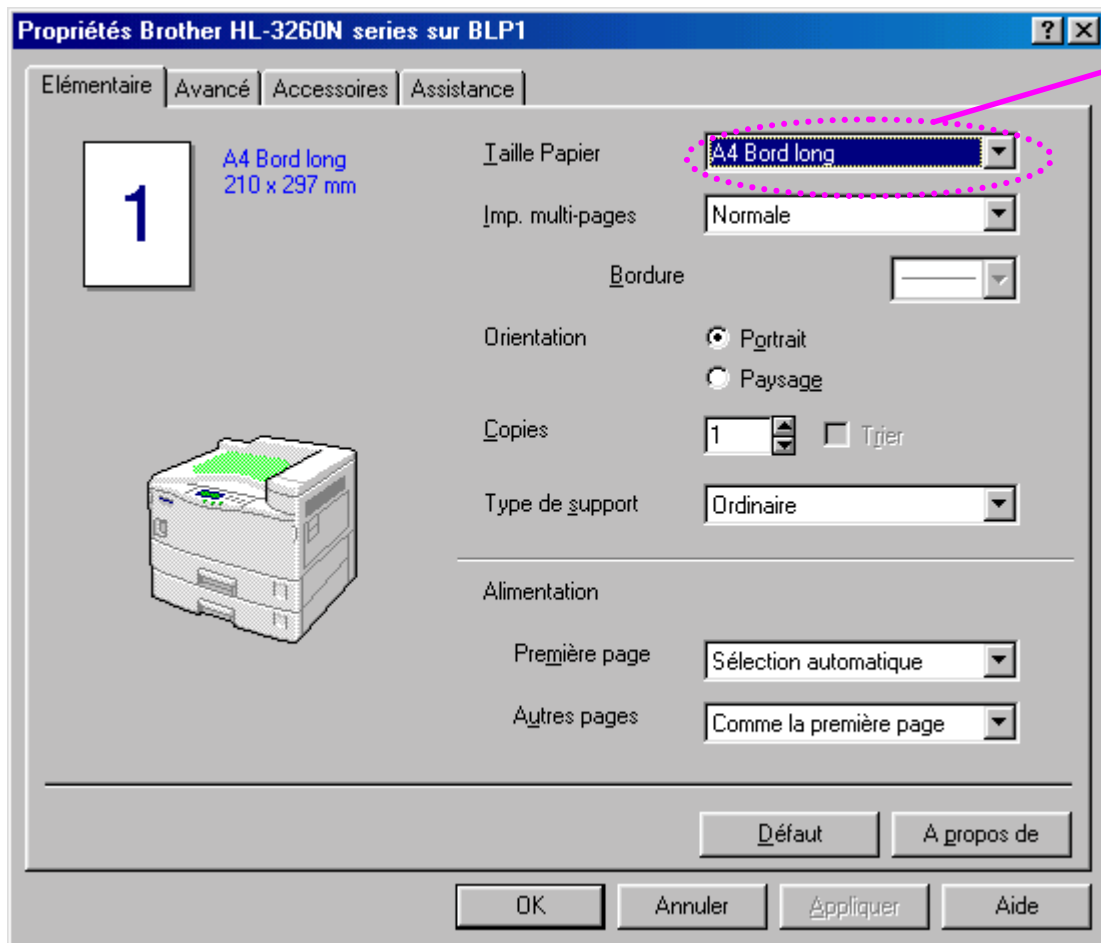 Propriétés Brother HL-3260N series sur BLP1
Elémentaire Avancé Accessoires Assistance
1
A4 Bord long
210 x 297 mm
Taille Papier A4 Bord long
Imp. multi-pages Normale
Bordure
Orientation Portrait
Paysage
Copies 1 Trier
Type de support Ordinaire
Alimentation
Première page Sélection automatique
Autres pages Comme la première page
Défaut A propos de
OK Annuler Appliquer Aide